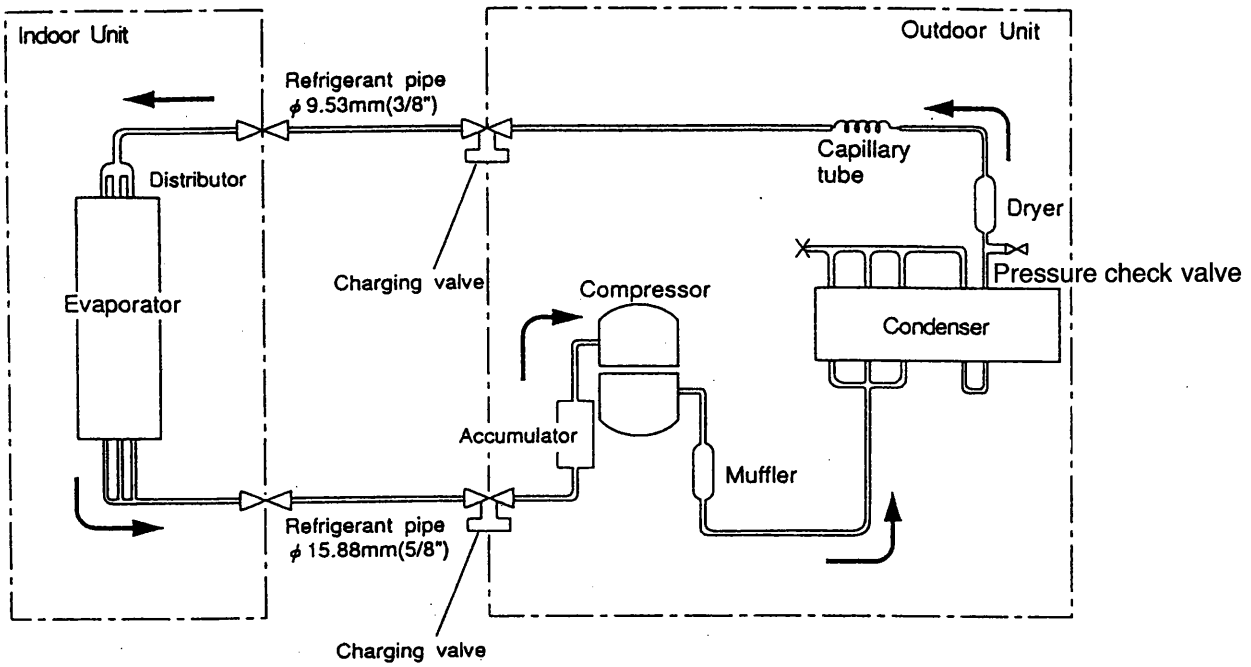 Indoor Unit
Outdoor Unit
Refrigerant pipe
φ 9.53mm(3/8")
Capillary
tube
Distributor
Dryer
Charging valve
Pressure check valve
Compressor
Evaporator
Condenser
Accumulator
Muffler
Refrigerant pipe
φ 15.88mm(5/8")
Charging valve